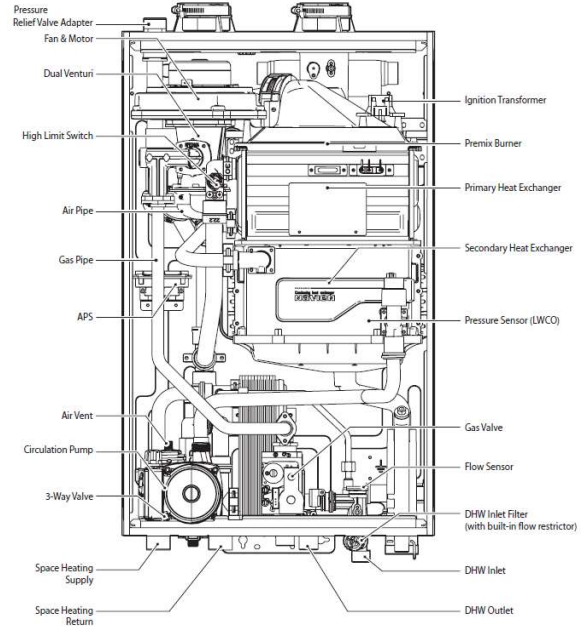 Pressure
Relief Valve Adapter
Fan & Motor
Dual Venturi
High Limit Switch
Air Pipe
Gas Pipe
APS
Air Vent
Circulation Pump
3-Way Valve
Space Heating
Supply
Space Heating
Return
Ignition Transformer
Premix Burner
Primary Heat Exchanger
Secondary Heat Exchanger
NAVIEN
Pressure Sensor (LWCO)
Gas Valve
Flow Sensor
DHW Inlet Filter
(with built-in flow restrictor)
DHW Inlet
DHW Outlet